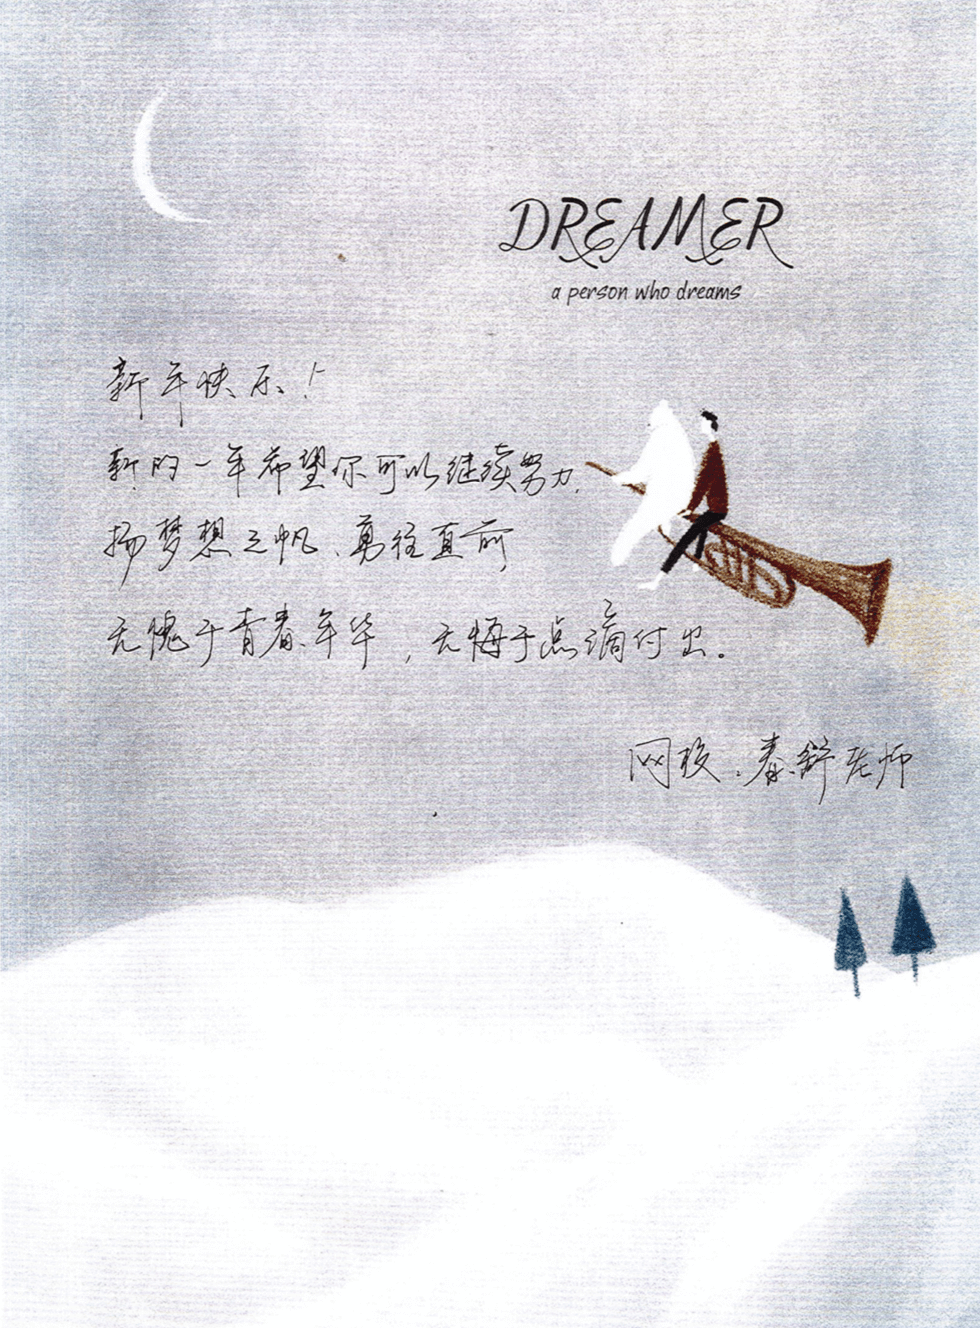 DREAMER
a person who dreams
新年快乐！
新的一年希望你可以继续努力，
扬梦想之帆、勇往直前
无愧于青春年华，无悔于点滴付出。
网校、秦舒老师